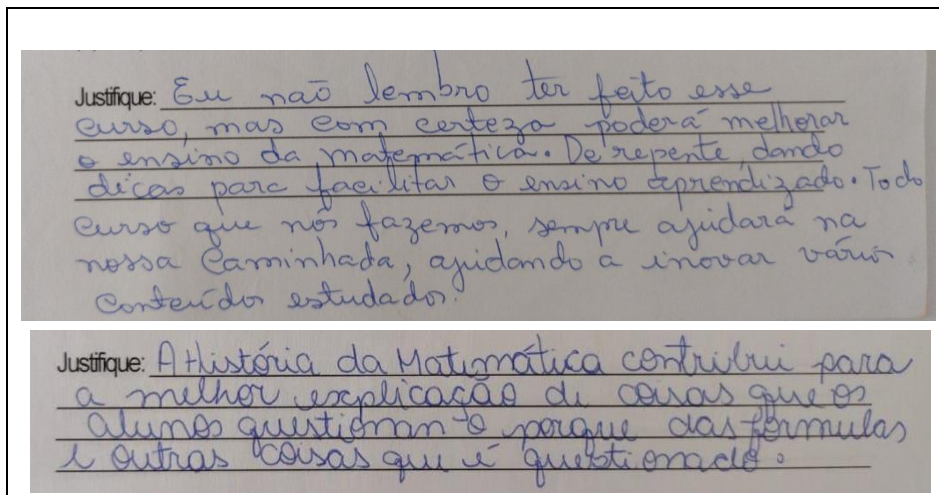 Justifique: Eu não lembro ter feito esse
curso, mas com certeza poderá melhorar
o ensino da matemática. De repente, dando
dicas para facilitar o ensino aprendizado. Todo
curso que nós fazemos, sempre ajudará na
nossa caminhada, ajudando a inovar vários
conteúdos estudados.
Justifique: A História da Matemática contribui para
a melhor explicação de coisas que os
alunos questionam o porque das formulas
e outras coisas que é questionado.